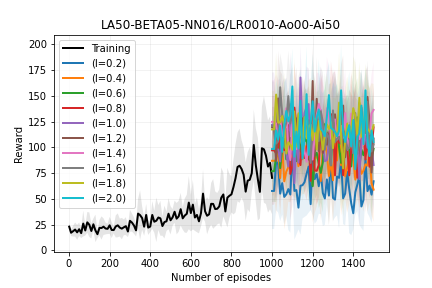 LA50-BETA05-NN016/LR0010-Ao00-Ai50
Reward
200
175
150
125
100
75
50
25
0
Training
(l=0.2)
(l=0.4)
(l=0.6)
(l=0.8)
(l=1.0)
(l=1.2)
(l=1.4)
(l=1.6)
(l=1.8)
(l=2.0)
0 200 400 600 800 1000 1200 1400
Number of episodes